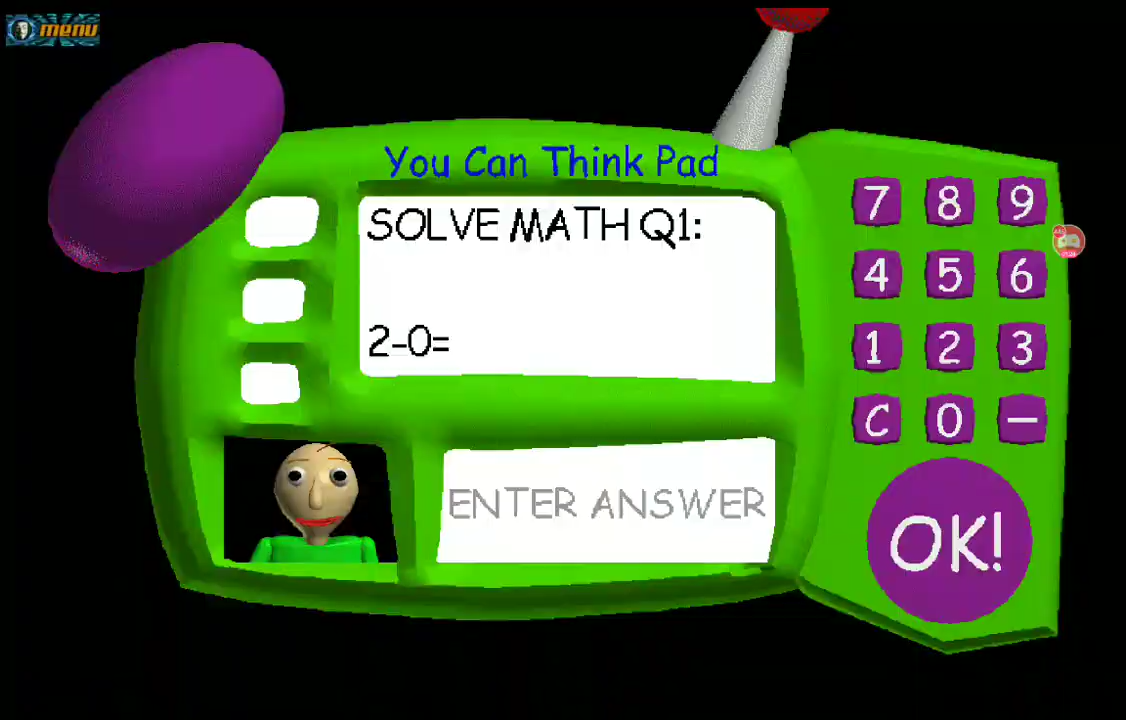 menu
You Can Think Pad
SOLVE MATH Q1:
2-0=
ENTER ANSWER
7 8 9
4 5 6
1 2 3
C 0 −
OK!